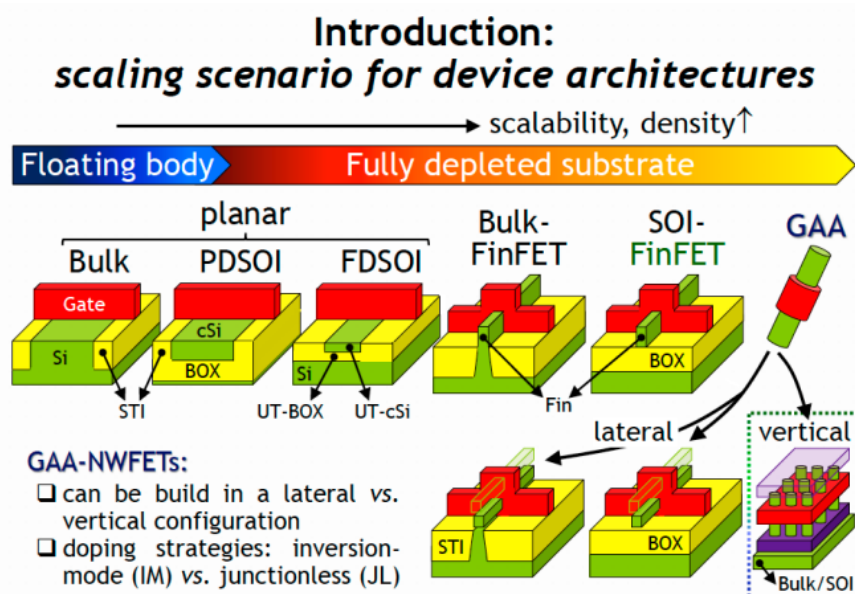 Introduction:
scaling scenario for device architectures
scalability, density↑
Floating body
Fully depleted substrate
planar
Bulk
PDSOI
FDSOI
Bulk-
FinFET
SOI-
FinFET
GAA
Gate
Si
cSi
BOX
Si
BOX
STI
UT-BOX
UT-cSi
Fin
lateral
vertical
GAA-NWFETs:
❑ can be build in a lateral vs.
vertical configuration
❑ doping strategies: inversion-
mode (IM) vs. junctionless (JL)
STI
BOX
Bulk/SOI